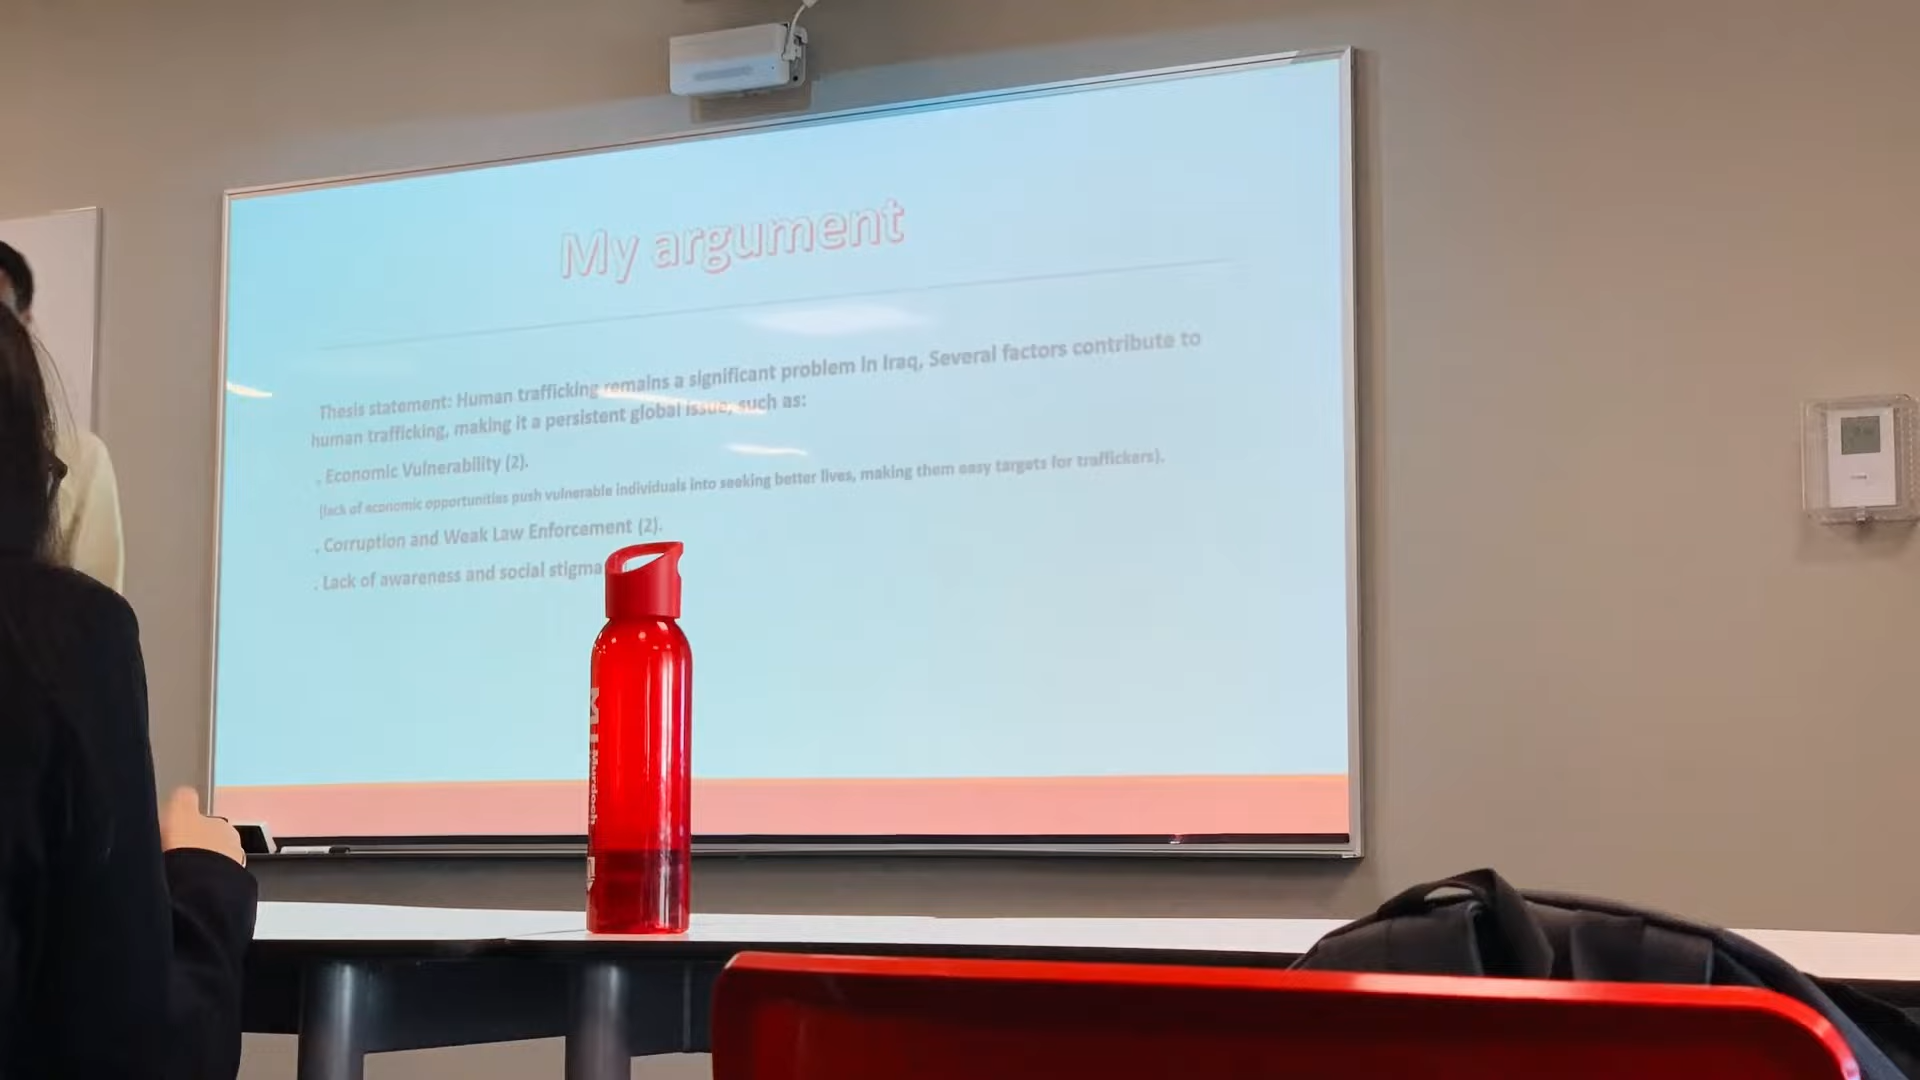 My argument
Thesis statement: Human trafficking remains a significant problem in Iraq, Several factors contribute to
human trafficking, making it a persistent global issue, such as:
. Economic Vulnerability (2).
(lack of economic opportunities push vulnerable individuals into seeking better lives, making them easy targets for traffickers).
. Corruption and Weak Law Enforcement (2).
. Lack of awareness and social stigma
Murdoch